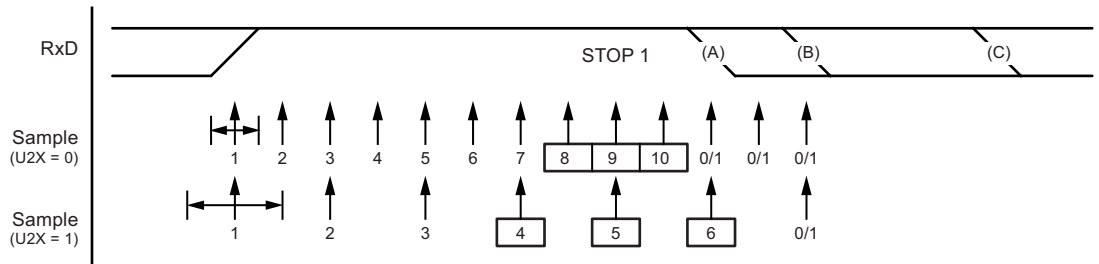 RxD
STOP 1
(A)
(B)
(C)
Sample
(U2X = 0)
1 2 3 4 5 6 7 8 9 10 0/1 0/1 0/1
Sample
(U2X = 1)
1 2 3 4 5 6 0/1